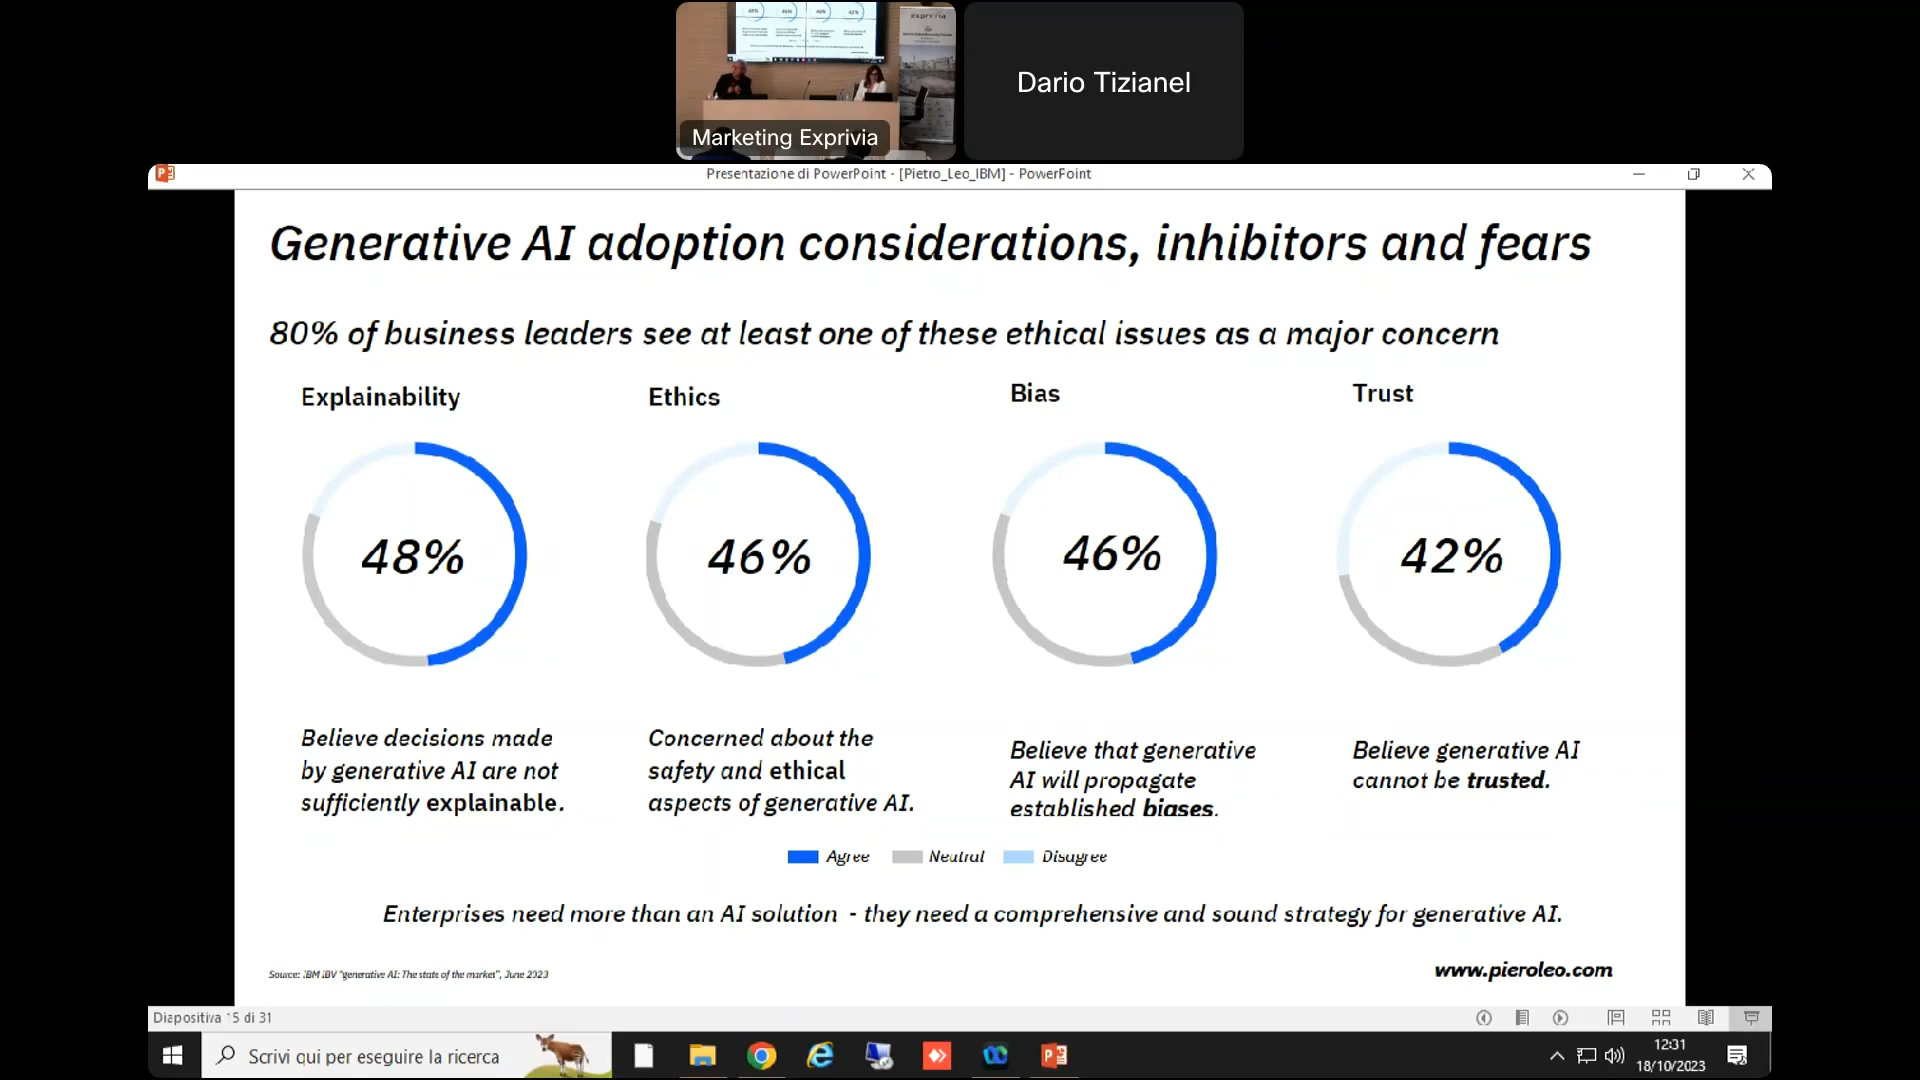 48%
46%
46%
42%
exprivia
Marketing Exprivia
Dario Tizianel
Presentazione di PowerPoint - [Pietro_Leo_IBM] - PowerPoint
Generative AI adoption considerations, inhibitors and fears
80% of business leaders see at least one of these ethical issues as a major concern
Explainability
48%
Believe decisions made
by generative AI are not
sufficiently explainable.
Ethics
46%
Concerned about the
safety and ethical
aspects of generative AI.
Bias
46%
Believe that generative
AI will propagate
established biases.
Trust
42%
Believe generative AI
cannot be trusted.
Agree Neutral Disagree
Enterprises need more than an AI solution - they need a comprehensive and sound strategy for generative AI.
Source: IBM IBV "generative AI: The state of the market", June 2023
www.pieroleo.com
Diapositiva 15 di 31
Scrivi qui per eseguire la ricerca
12:31
18/10/2023